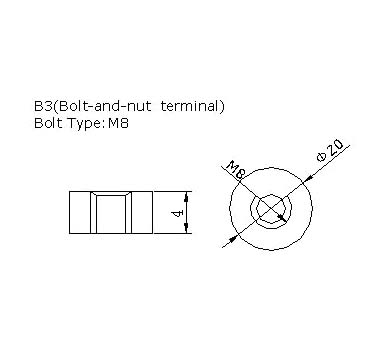 B3(Bolt-and-nut terminal)
Bolt Type:M8
M8
Φ20
4